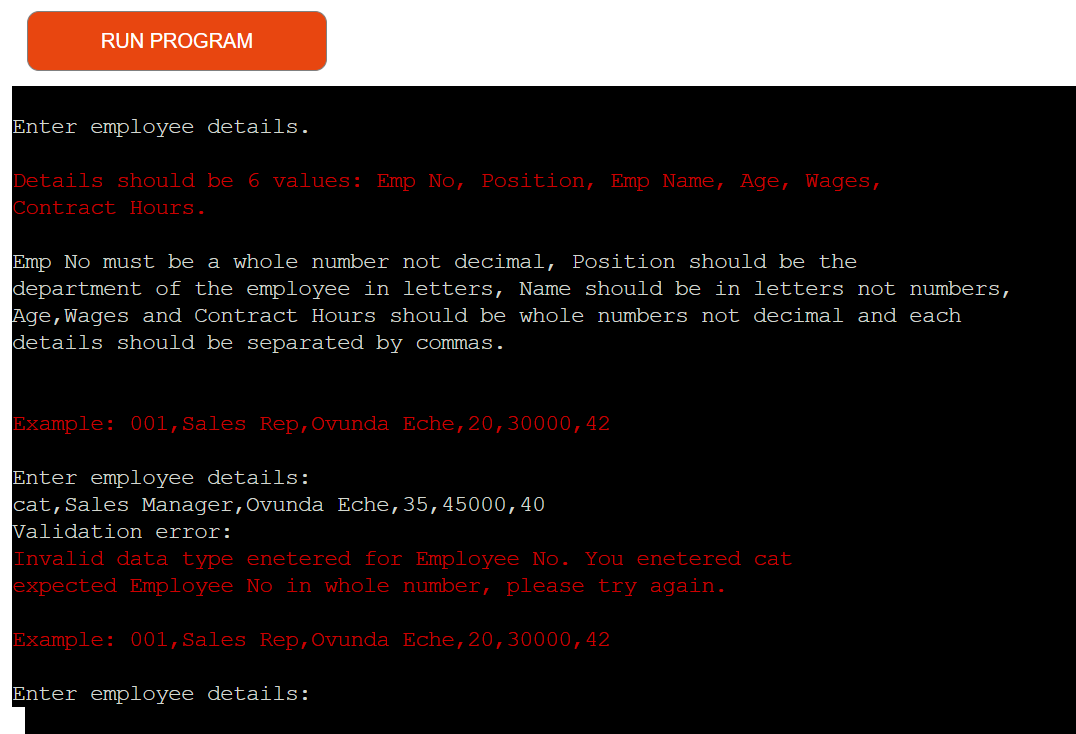 RUN PROGRAM
Enter employee details.
Details should be 6 values: Emp No, Position, Emp Name, Age, Wages,
Contract Hours.
Emp No must be a whole number not decimal, Position should be the
department of the employee in letters, Name should be in letters not numbers,
Age,Wages and Contract Hours should be whole numbers not decimal and each
details should be separated by commas.
Example: 001,Sales Rep,Ovunda Eche,20,30000,42
Enter employee details:
cat,Sales Manager,Ovunda Eche,35,45000,40
Validation error:
Invalid data type enetered for Employee No. You enetered cat
expected Employee No in whole number, please try again.
Example: 001,Sales Rep,Ovunda Eche,20,30000,42
Enter employee details: